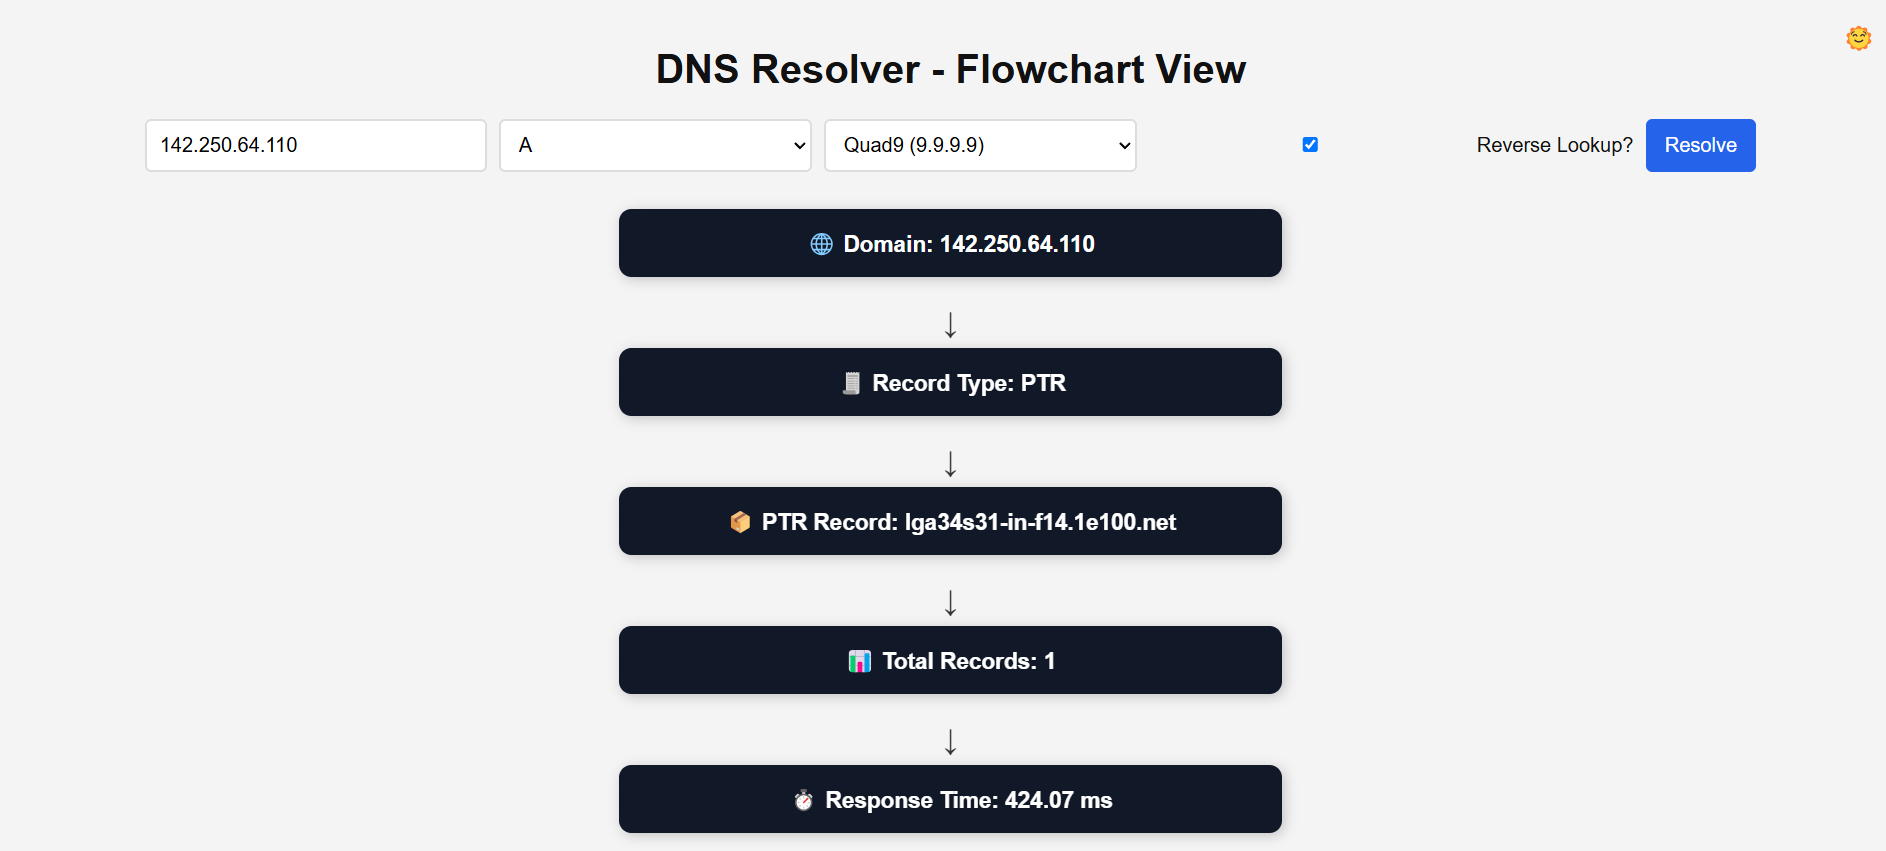 DNS Resolver - Flowchart View
142.250.64.110
A
Quad9 (9.9.9.9)
Reverse Lookup?
Resolve
Domain: 142.250.64.110
Record Type: PTR
PTR Record: lga34s31-in-f14.1e100.net
Total Records: 1
Response Time: 424.07 ms